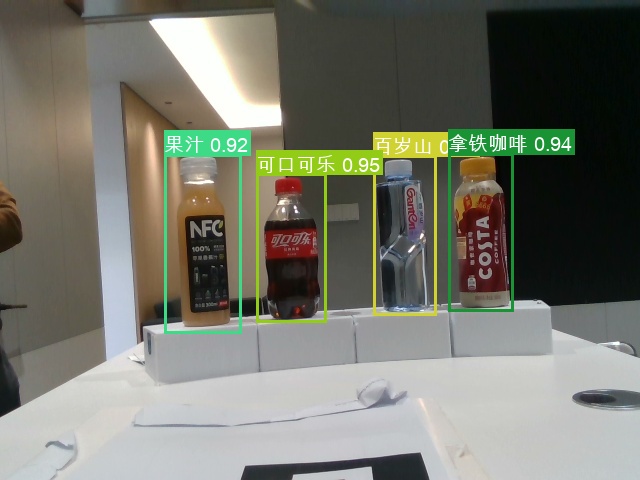 果汁 0.92
可口可乐 0.95
百岁山 0
拿铁咖啡 0.94
NFC
100%
可口可乐
Ganten
COSTA
COFFEE